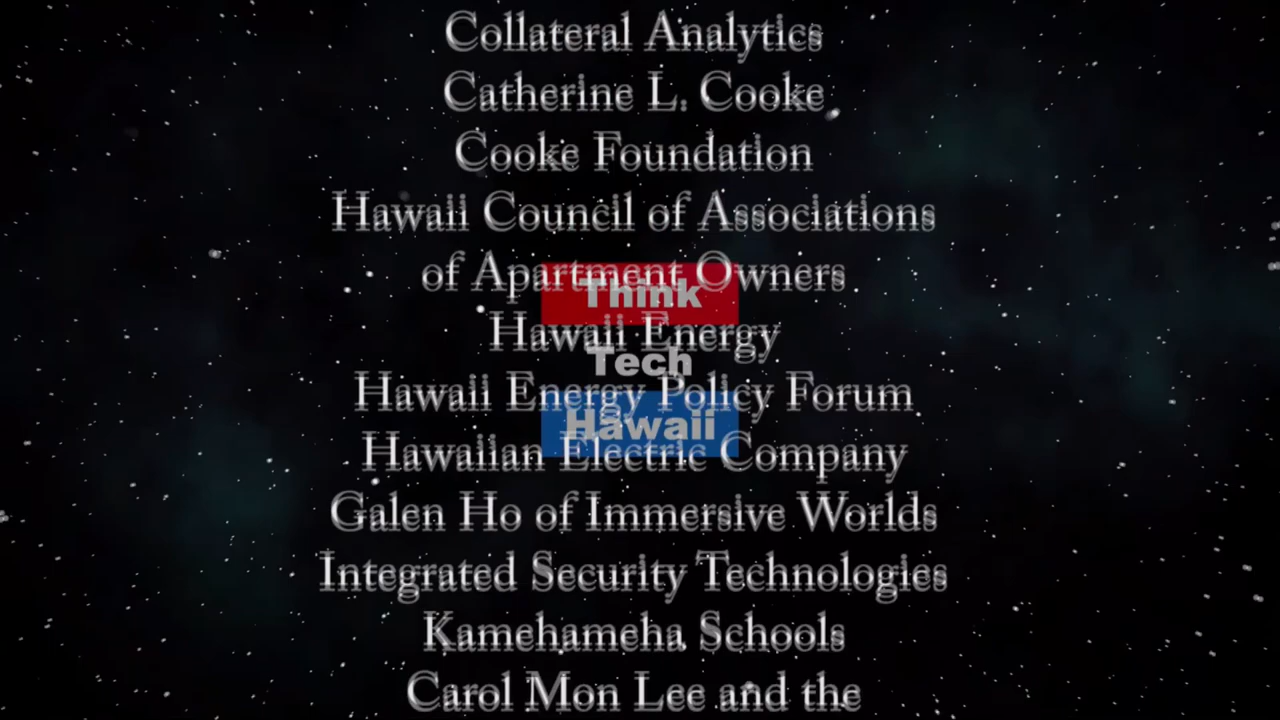 Collateral Analytics
Catherine L. Cooke
Cooke Foundation
Hawaii Council of Associations
of Apartment Owners
Think
Hawaii Energy
Tech
Hawaii Energy Policy Forum
Hawaii
Hawaiian Electric Company
Galen Ho of Immersive Worlds
Integrated Security Technologies
Kamehameha Schools
Carol Mon Lee and the